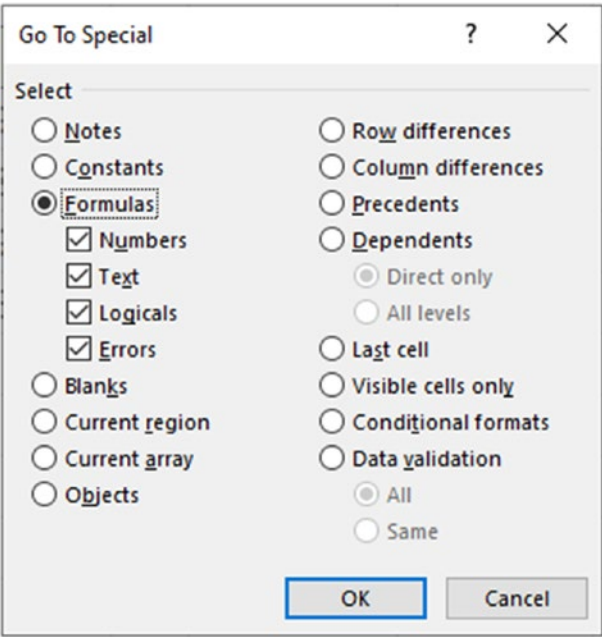 Go To Special ? ×
Select
Notes
Constants
Formulas
Numbers
Text
Logicals
Errors
Blanks
Current region
Current array
Objects
Row differences
Column differences
Precedents
Dependents
Direct only
All levels
Last cell
Visible cells only
Conditional formats
Data validation
All
Same
OK Cancel